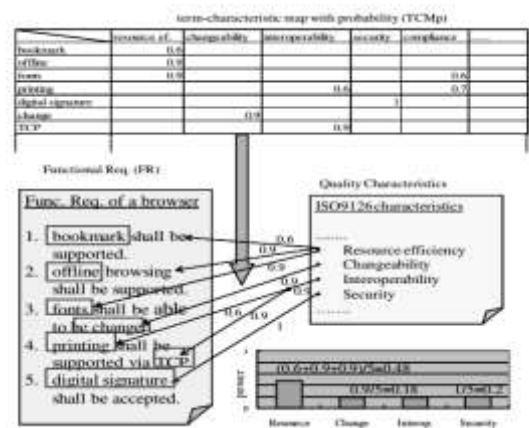 term-characteristic map with probability (TCMp)
resource ef. changeability interoperability security compliance ......
bookmark 0.6
offline 0.9
fonts 0.9 0.6
printing 0.6 0.7
digital signature 1
change 0.9
TCP 0.9
Functional Req. (FR)
Func. Req. of a browser
1. bookmark shall be
supported.
2. offline browsing
shall be supported.
3. fonts shall be able
to be change
4. printing shall be
supported via TCP
5. digital signature
shall be accepted.
Quality Characteristics
ISO9126 characteristics
........
Resource efficiency
Changeability
Interoperability
Security
........
0.6
0.9
0.9
0.9
0.6
0.9
1
power
(0.6+0.9+0.9)/5=0.48
0.9/5=0.18
1/5=0.2
Resource Change Interop. Security